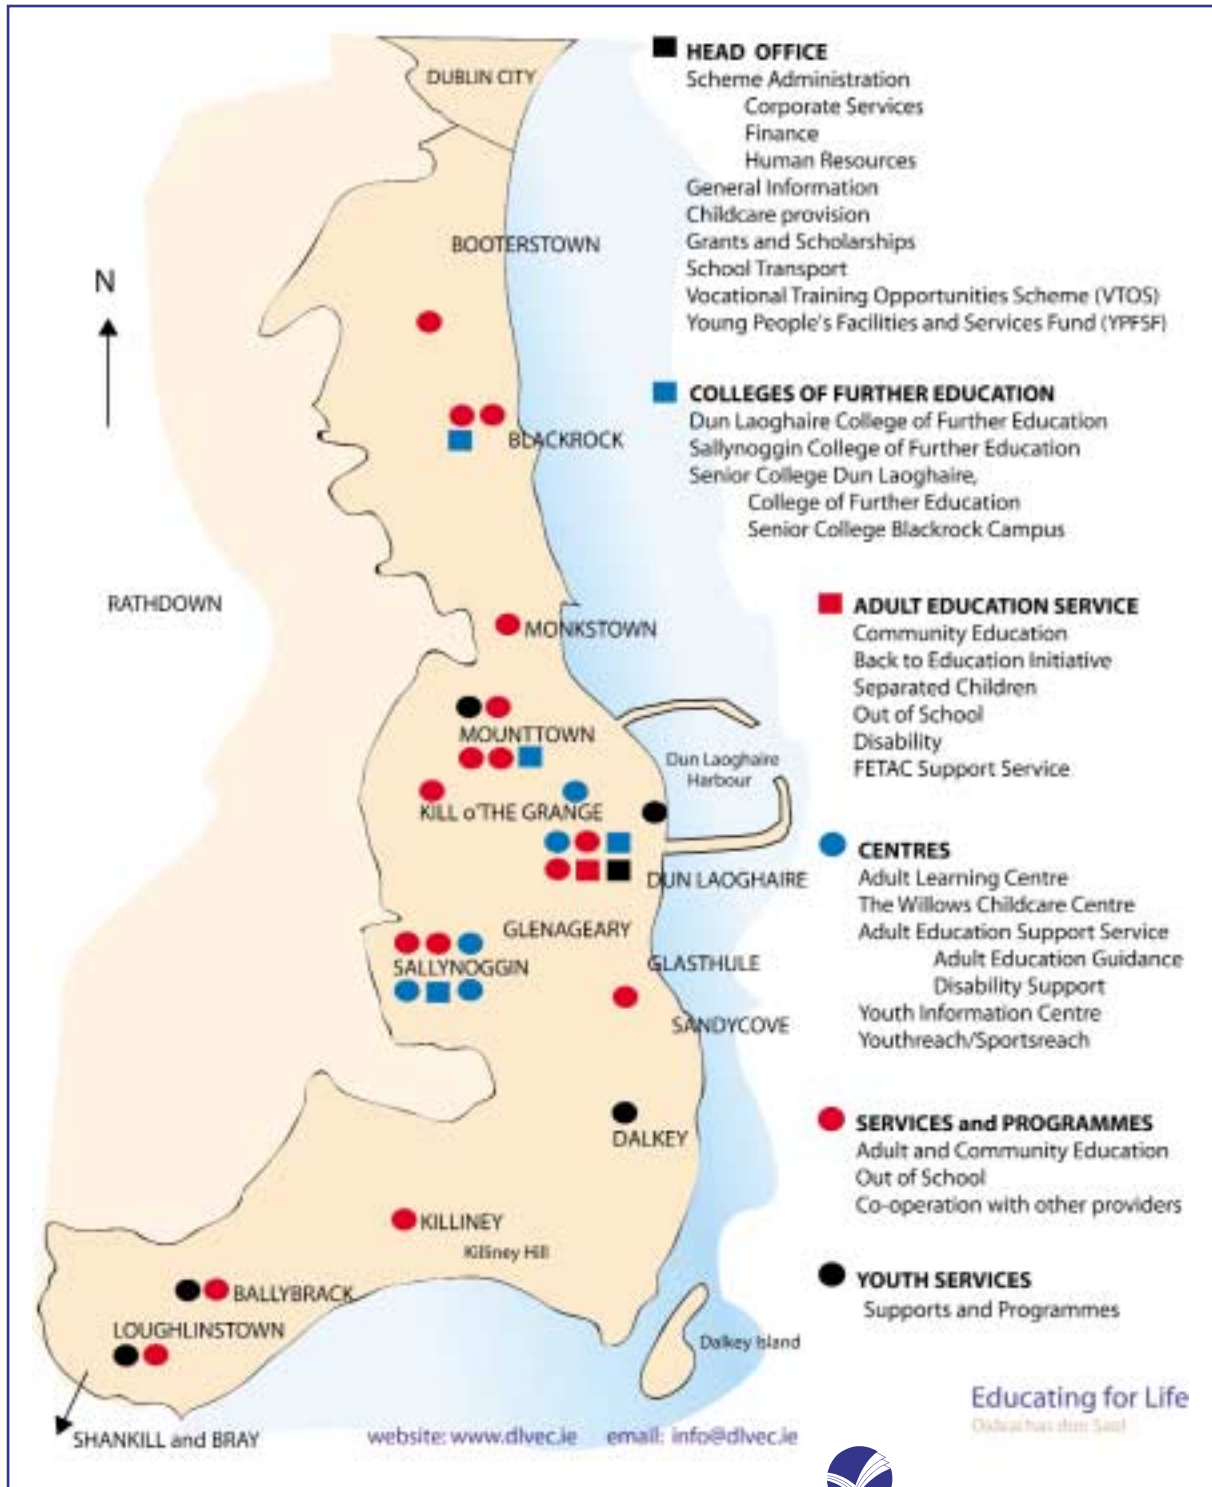 DUBLIN CITY
BOOTERSTOWN
N
BLACKROCK
RATHDOWN
MONKSTOWN
MOUNTTOWN
Dun Laoghaire
Harbour
KILL o'THE GRANGE
DUN LAOGHAIRE
GLENAGEARY
SALLYNOGGIN
GLASTHULE
SANDYCOVE
DALKEY
KILLINEY
Killiney Hill
BALLYBRACK
LOUGHLINSTOWN
Dalkey Island
SHANKILL and BRAY
HEAD OFFICE
Scheme Administration
Corporate Services
Finance
Human Resources
General Information
Childcare provision
Grants and Scholarships
School Transport
Vocational Training Opportunities Scheme (VTOS)
Young People's Facilities and Services Fund (YPFSF)
COLLEGES OF FURTHER EDUCATION
Dun Laoghaire College of Further Education
Sallynoggin College of Further Education
Senior College Dun Laoghaire,
College of Further Education
Senior College Blackrock Campus
ADULT EDUCATION SERVICE
Community Education
Back to Education Initiative
Separated Children
Out of School
Disability
FETAC Support Service
CENTRES
Adult Learning Centre
The Willows Childcare Centre
Adult Education Support Service
Adult Education Guidance
Disability Support
Youth Information Centre
Youthreach/Sportsreach
SERVICES and PROGRAMMES
Adult and Community Education
Out of School
Co-operation with other providers
YOUTH SERVICES
Supports and Programmes
Educating for Life
Oideachas don Saol
website: www.dlvec.ie email: info@dlvec.ie